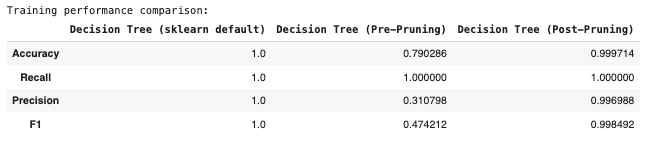 Training performance comparison:
Decision Tree (sklearn default) Decision Tree (Pre-Pruning) Decision Tree (Post-Pruning)
Accuracy 1.0 0.790286 0.999714
Recall 1.0 1.000000 1.000000
Precision 1.0 0.310798 0.996988
F1 1.0 0.474212 0.998492